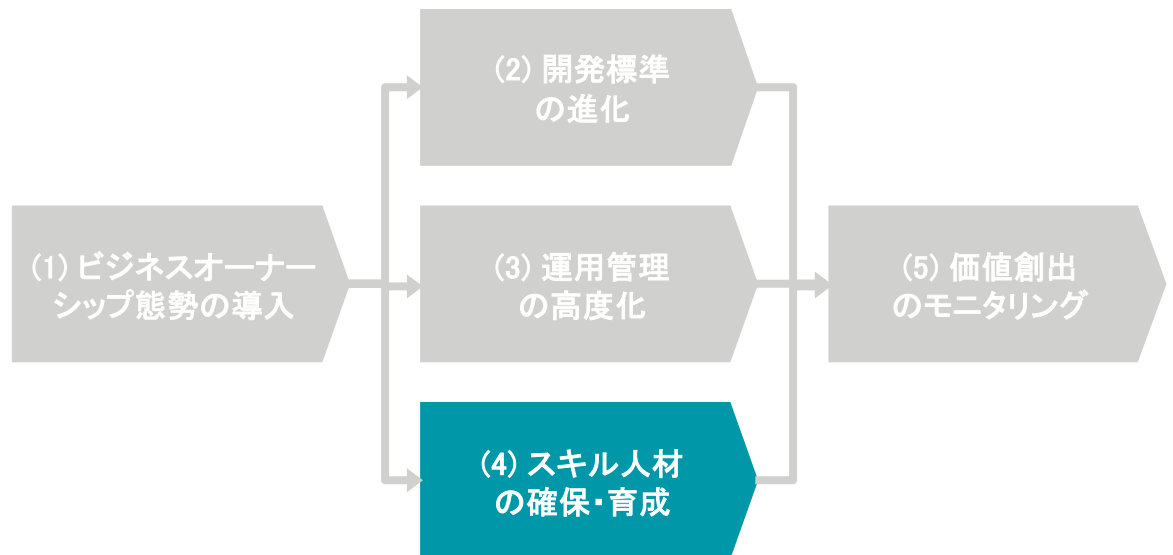 (1) ビジネスオーナー
シップ態勢の導入
(2) 開発標準
の進化
(3) 運用管理
の高度化
(4) スキル人材
の確保・育成
(5) 価値創出
のモニタリング